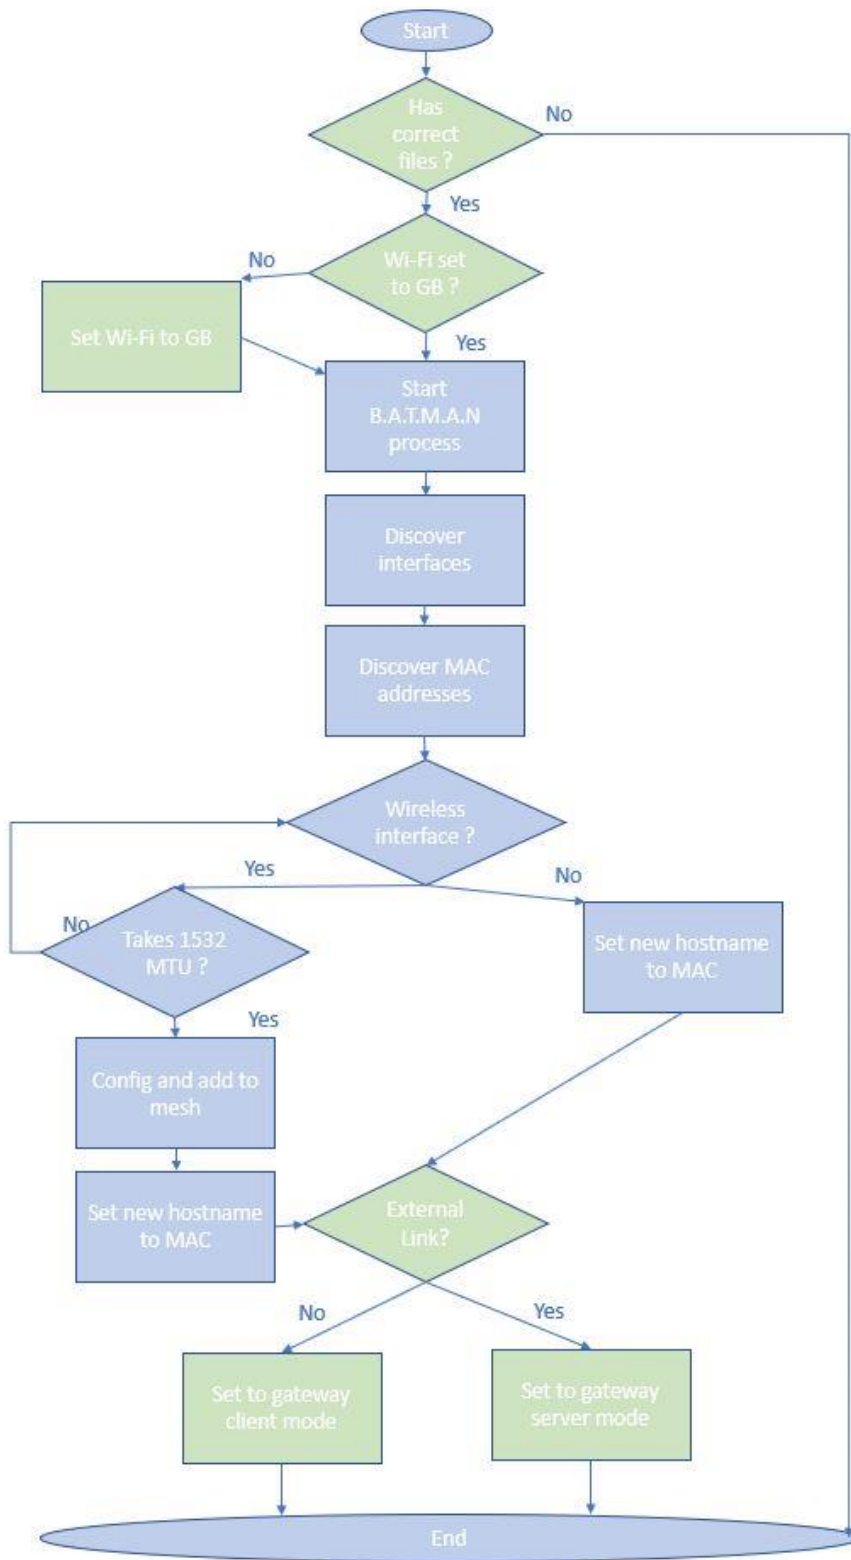 Start
Has
correct
files ?
No
Yes
Wi-Fi set
to GB ?
No
Set Wi-Fi to GB
Yes
Start
B.A.T.M.A.N
process
Discover
interfaces
Discover MAC
addresses
Wireless
interface ?
Yes
No
No
Takes 1532
MTU ?
Set new hostname
to MAC
Yes
Config and add to
mesh
Set new hostname
to MAC
External
Link?
No
Yes
Set to gateway
client mode
Set to gateway
server mode
End